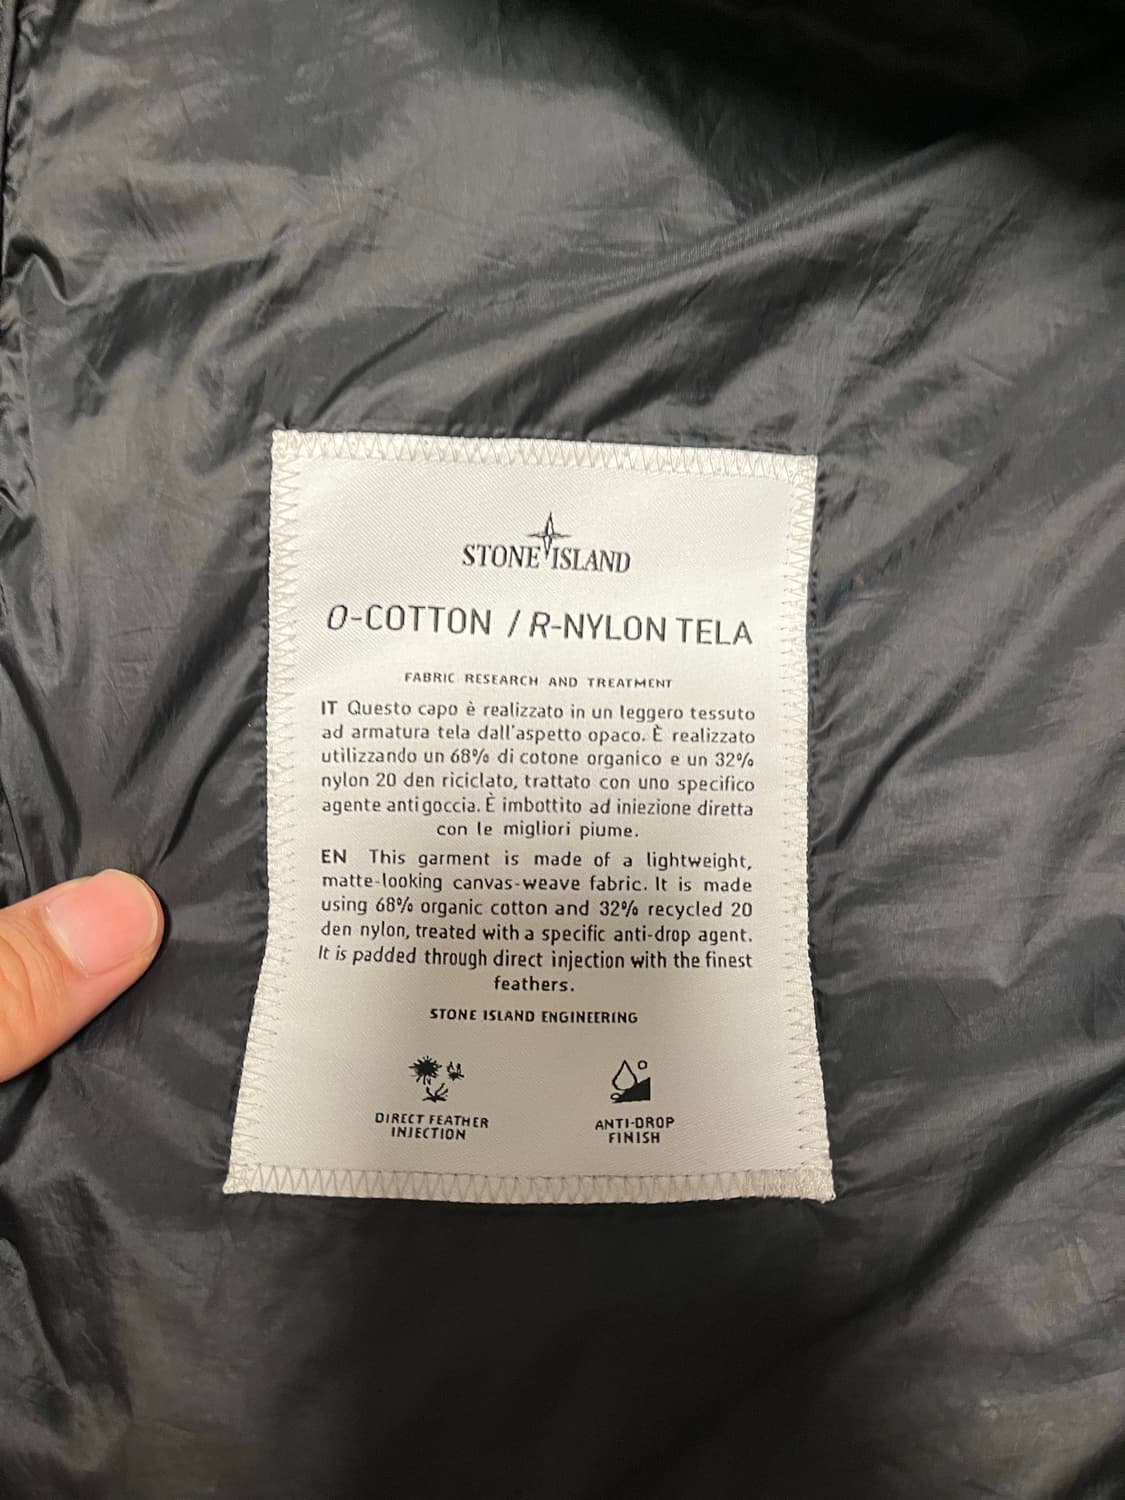 STONE ISLAND
O-COTTON / R-NYLON TELA
FABRIC RESEARCH AND TREATMENT
IT Questo capo è realizzato in un leggero tessuto
ad armatura tela dall'aspetto opaco. È realizzato
utilizzando un 68% di cotone organico e un 32%
nylon 20 den riciclato, trattato con uno specifico
agente antigoccia. È imbottito ad iniezione diretta
con le migliori piume.
EN This garment is made of a lightweight,
matte-looking canvas-weave fabric. It is made
using 68% organic cotton and 32% recycled 20
den nylon, treated with a specific anti-drop agent.
It is padded through direct injection with the finest
feathers.
STONE ISLAND ENGINEERING
DIRECT FEATHER
INJECTION
ANTI-DROP
FINISH